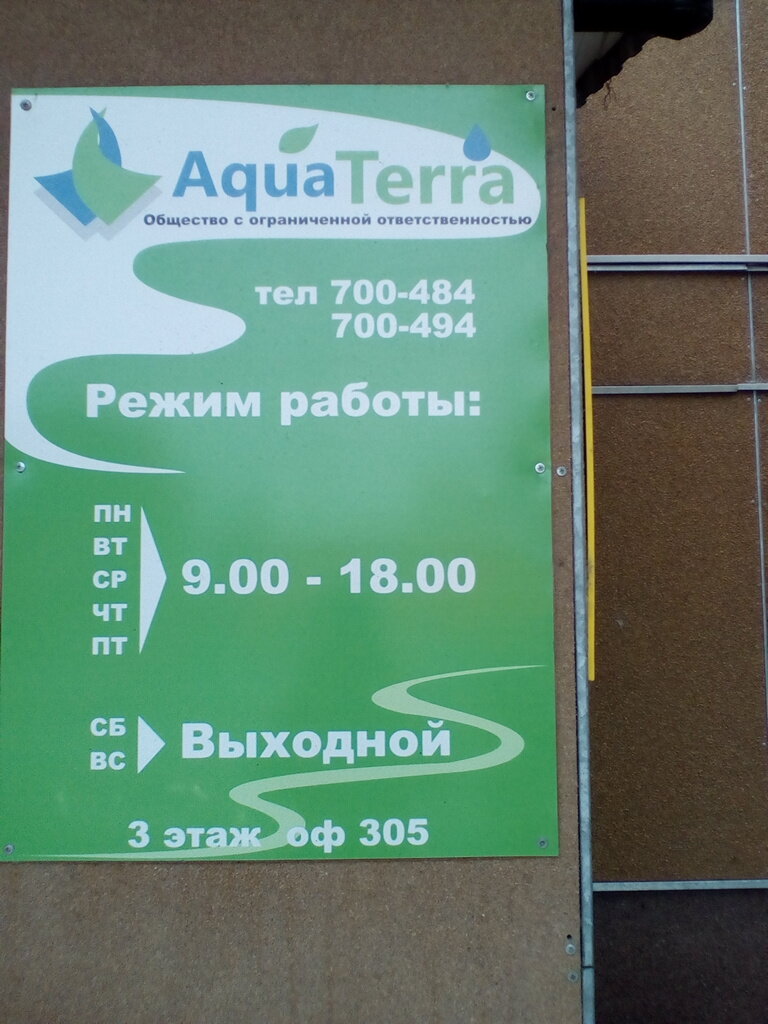 AquaTerra
Общество с ограниченной ответственностью
тел 700-484
700-494
Режим работы:
ПН
ВТ
СР
ЧТ
ПТ
9.00 - 18.00
СБ
ВС
Выходной
3 этаж оф 305